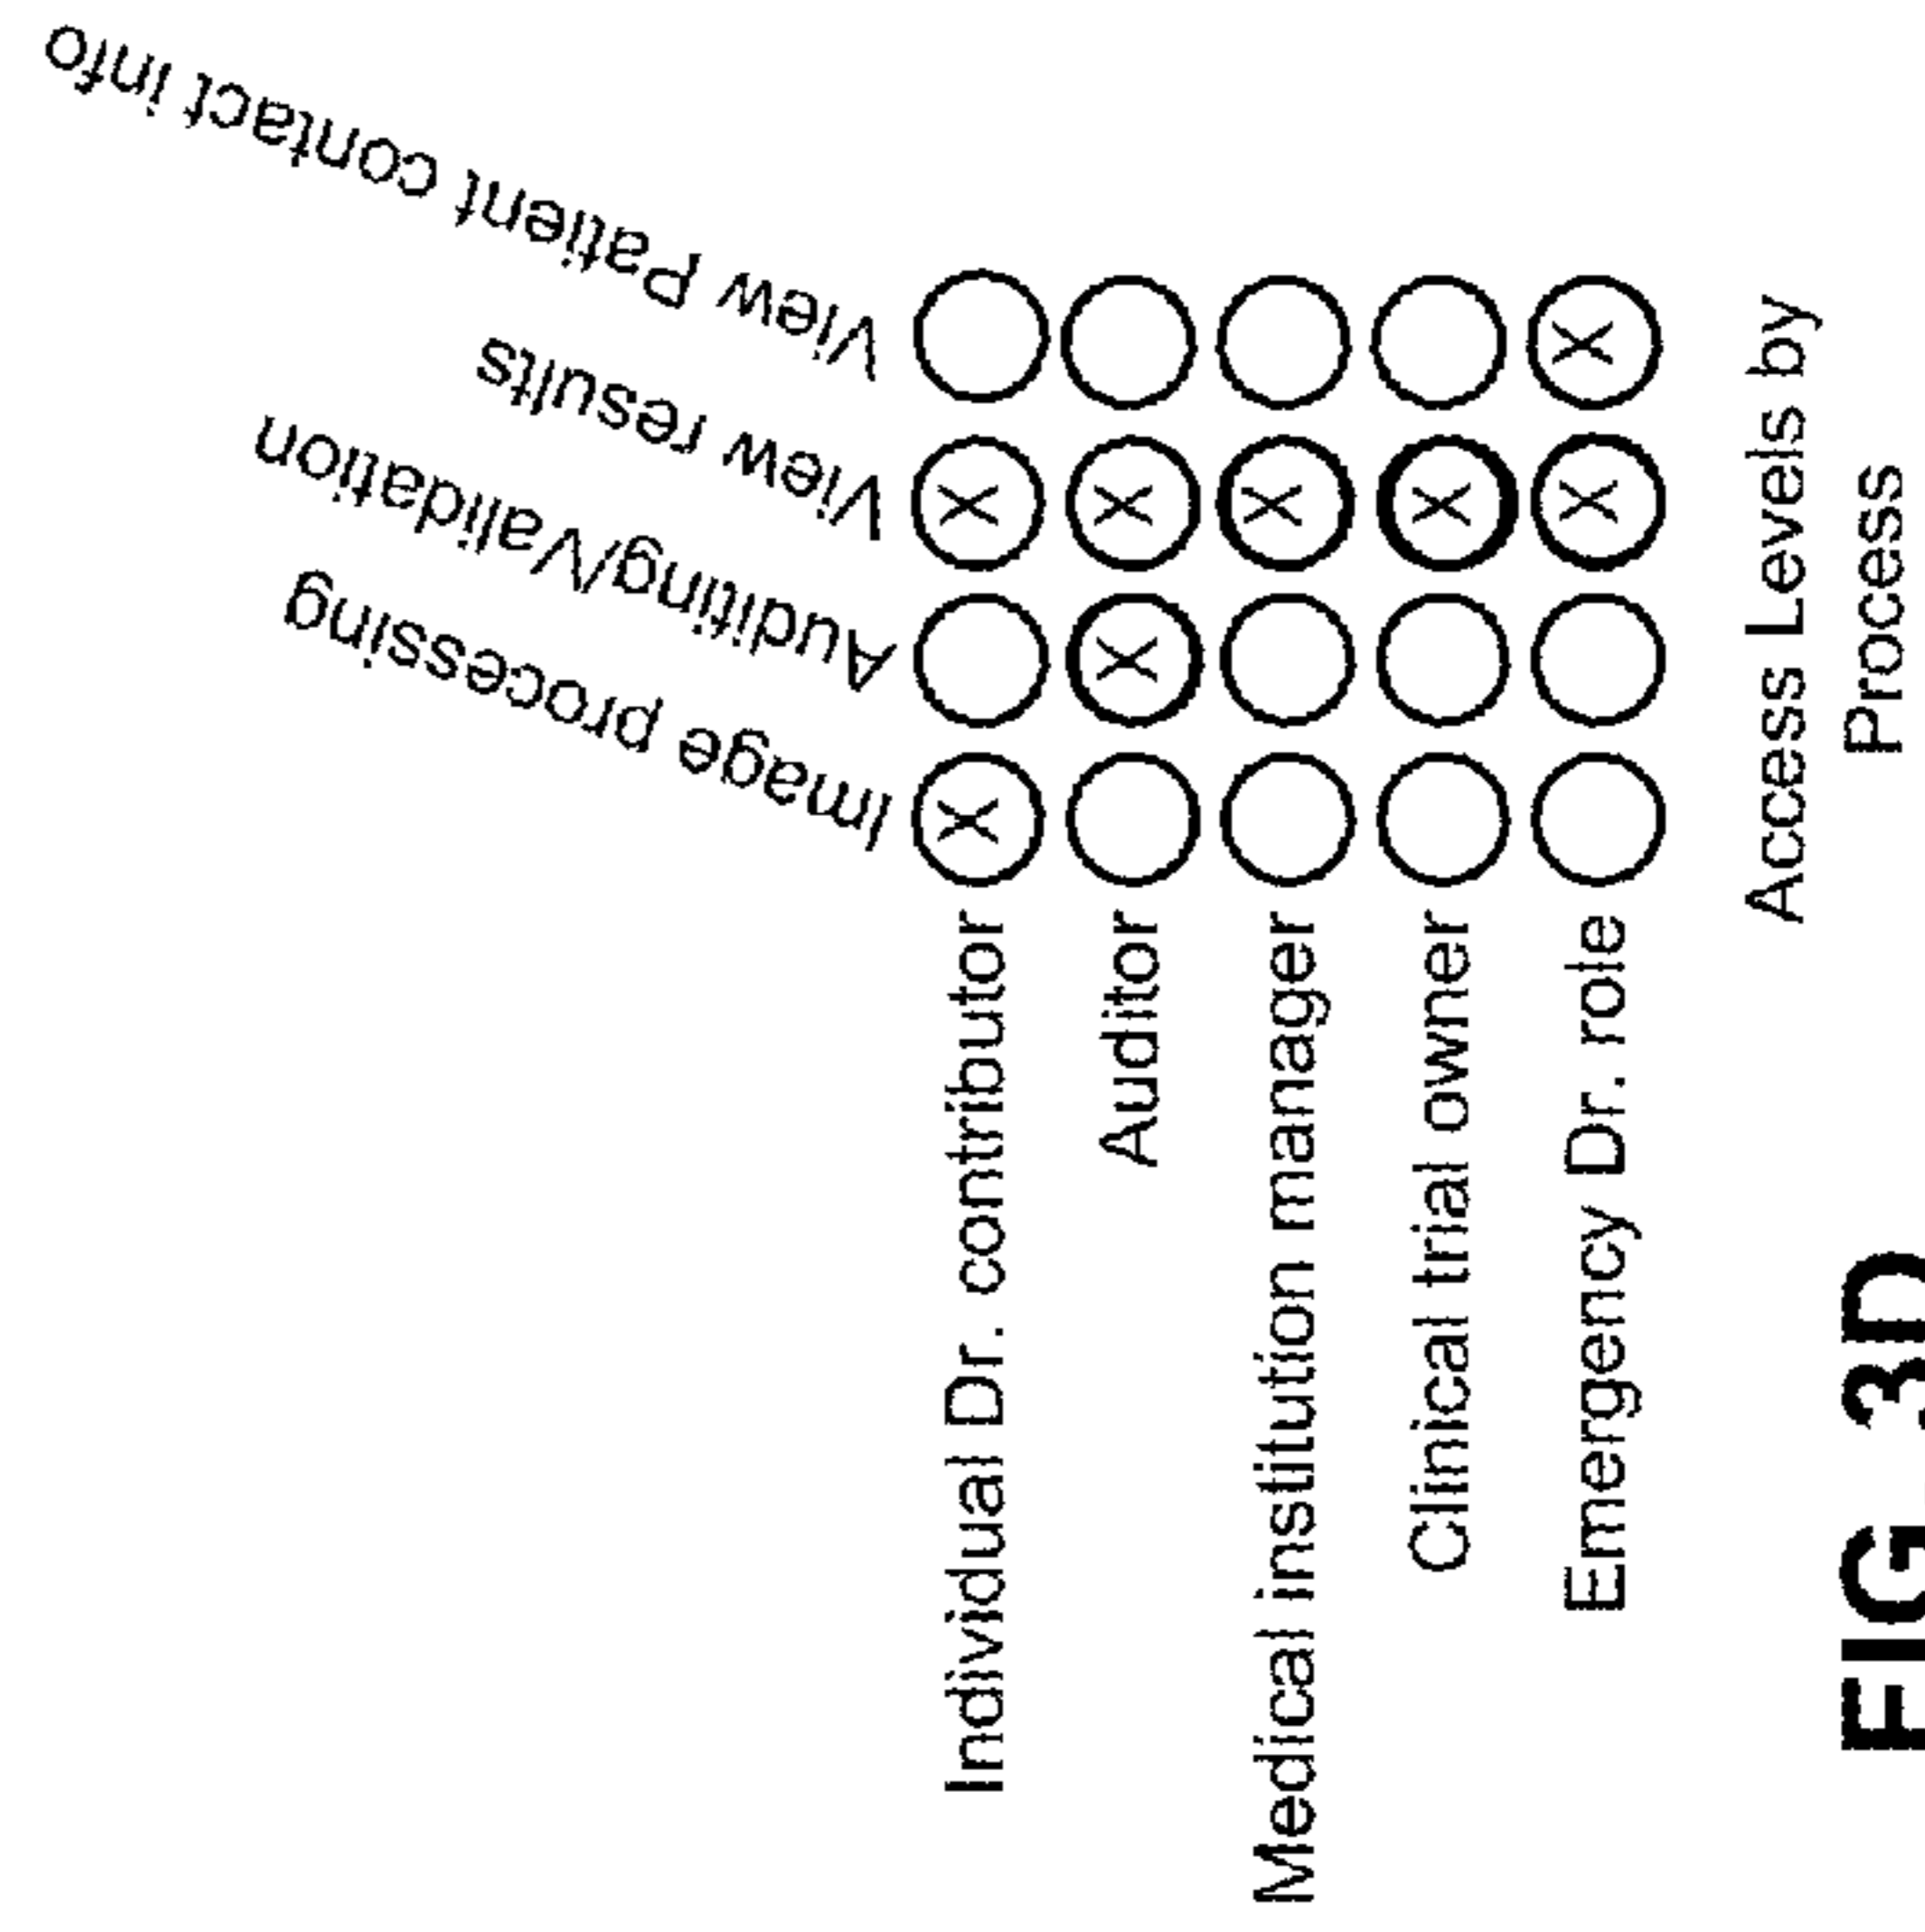 Image processing
Auditing/Validation
View results
View Patient contact info
Individual Dr. contributor X X
Auditor X X
Medical institution manager X
Clinical trial owner X
Emergency Dr. role X X
Access Levels by
Process
FIG. 3D